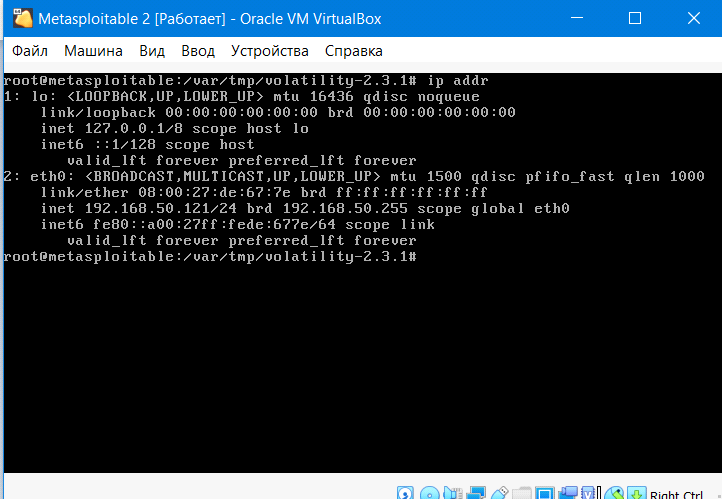 Metasploitable 2 [Работает] - Oracle VM VirtualBox
Файл Машина Вид Ввод Устройства Справка
root@metasploitable:/var/tmp/volatility-2.3.1# ip addr
1: lo: <LOOPBACK,UP,LOWER_UP> mtu 16436 qdisc noqueue
    link/loopback 00:00:00:00:00:00 brd 00:00:00:00:00:00
    inet 127.0.0.1/8 scope host lo
    inet6 ::1/128 scope host
       valid_lft forever preferred_lft forever
2: eth0: <BROADCAST,MULTICAST,UP,LOWER_UP> mtu 1500 qdisc pfifo_fast qlen 1000
    link/ether 08:00:27:de:67:7e brd ff:ff:ff:ff:ff:ff
    inet 192.168.50.121/24 brd 192.168.50.255 scope global eth0
    inet6 fe80::a00:27ff:fede:677e/64 scope link
       valid_lft forever preferred_lft forever
root@metasploitable:/var/tmp/volatility-2.3.1#
Right Ctrl